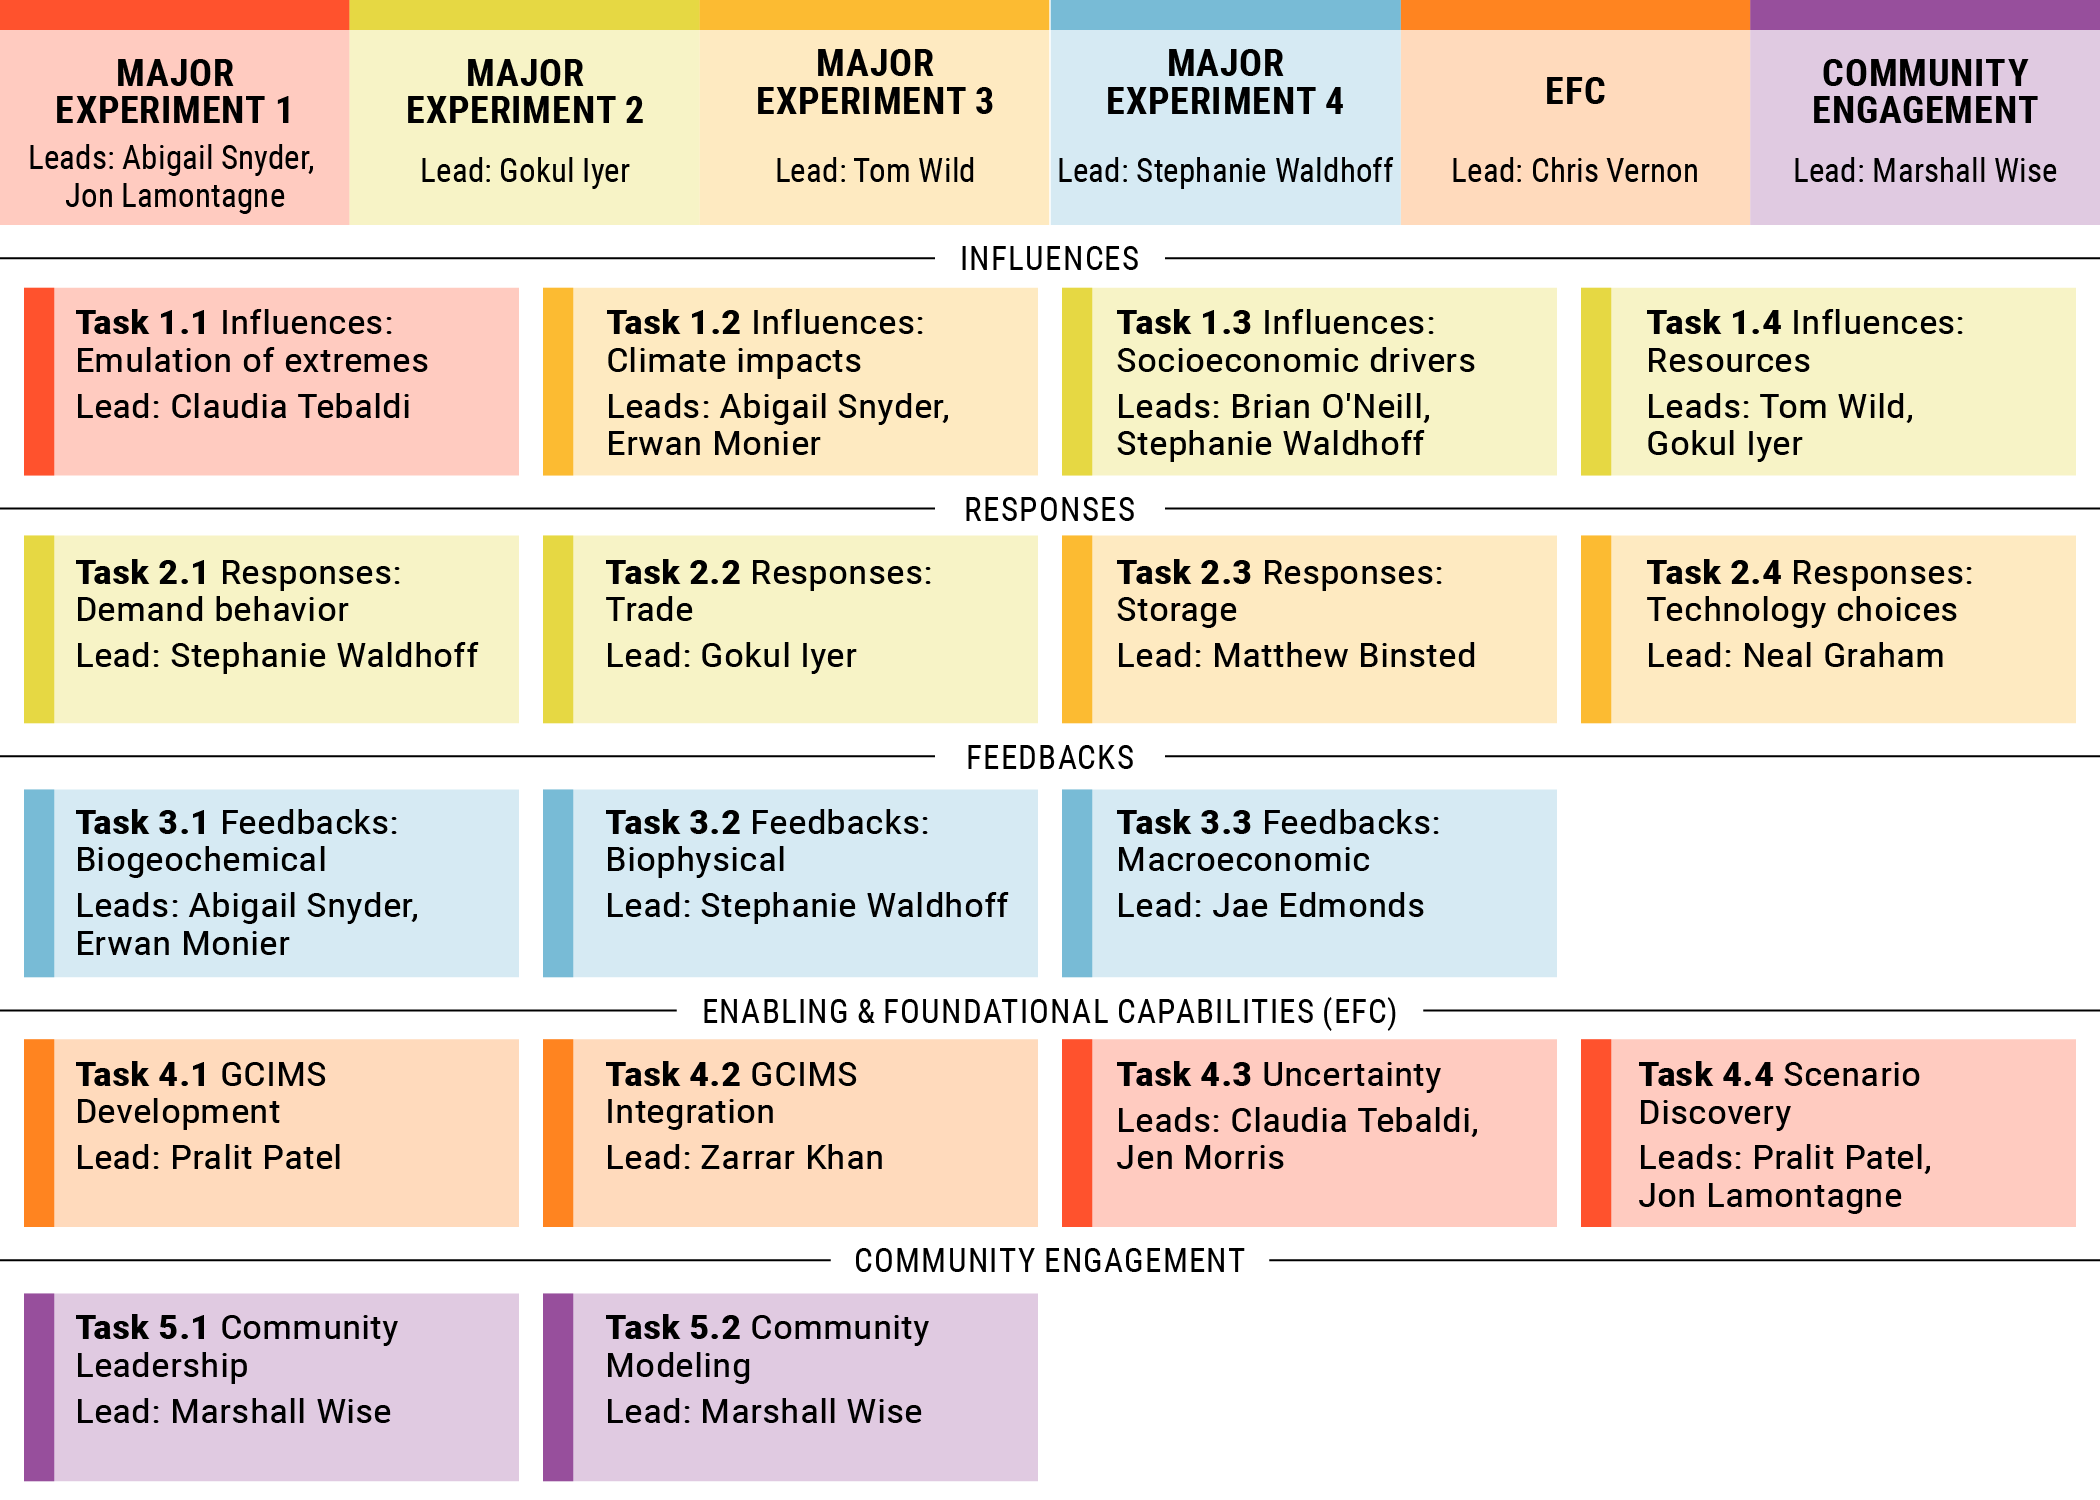 MAJOR
EXPERIMENT 1
Leads: Abigail Snyder,
Jon Lamontagne
MAJOR
EXPERIMENT 2
Lead: Gokul Iyer
MAJOR
EXPERIMENT 3
Lead: Tom Wild
MAJOR
EXPERIMENT 4
Lead: Stephanie Waldhoff
EFC
Lead: Chris Vernon
COMMUNITY
ENGAGEMENT
Lead: Marshall Wise
INFLUENCES
Task 1.1 Influences:
Emulation of extremes
Lead: Claudia Tebaldi
Task 1.2 Influences:
Climate impacts
Leads: Abigail Snyder,
Erwan Monier
Task 1.3 Influences:
Socioeconomic drivers
Leads: Brian O'Neill,
Stephanie Waldhoff
Task 1.4 Influences:
Resources
Leads: Tom Wild,
Gokul Iyer
RESPONSES
Task 2.1 Responses:
Demand behavior
Lead: Stephanie Waldhoff
Task 2.2 Responses:
Trade
Lead: Gokul Iyer
Task 2.3 Responses:
Storage
Lead: Matthew Binsted
Task 2.4 Responses:
Technology choices
Lead: Neal Graham
FEEDBACKS
Task 3.1 Feedbacks:
Biogeochemical
Leads: Abigail Snyder,
Erwan Monier
Task 3.2 Feedbacks:
Biophysical
Lead: Stephanie Waldhoff
Task 3.3 Feedbacks:
Macroeconomic
Lead: Jae Edmonds
ENABLING & FOUNDATIONAL CAPABILITIES (EFC)
Task 4.1 GCIMS
Development
Lead: Pralit Patel
Task 4.2 GCIMS
Integration
Lead: Zarrar Khan
Task 4.3 Uncertainty
Leads: Claudia Tebaldi,
Jen Morris
Task 4.4 Scenario
Discovery
Leads: Pralit Patel,
Jon Lamontagne
COMMUNITY ENGAGEMENT
Task 5.1 Community
Leadership
Lead: Marshall Wise
Task 5.2 Community
Modeling
Lead: Marshall Wise